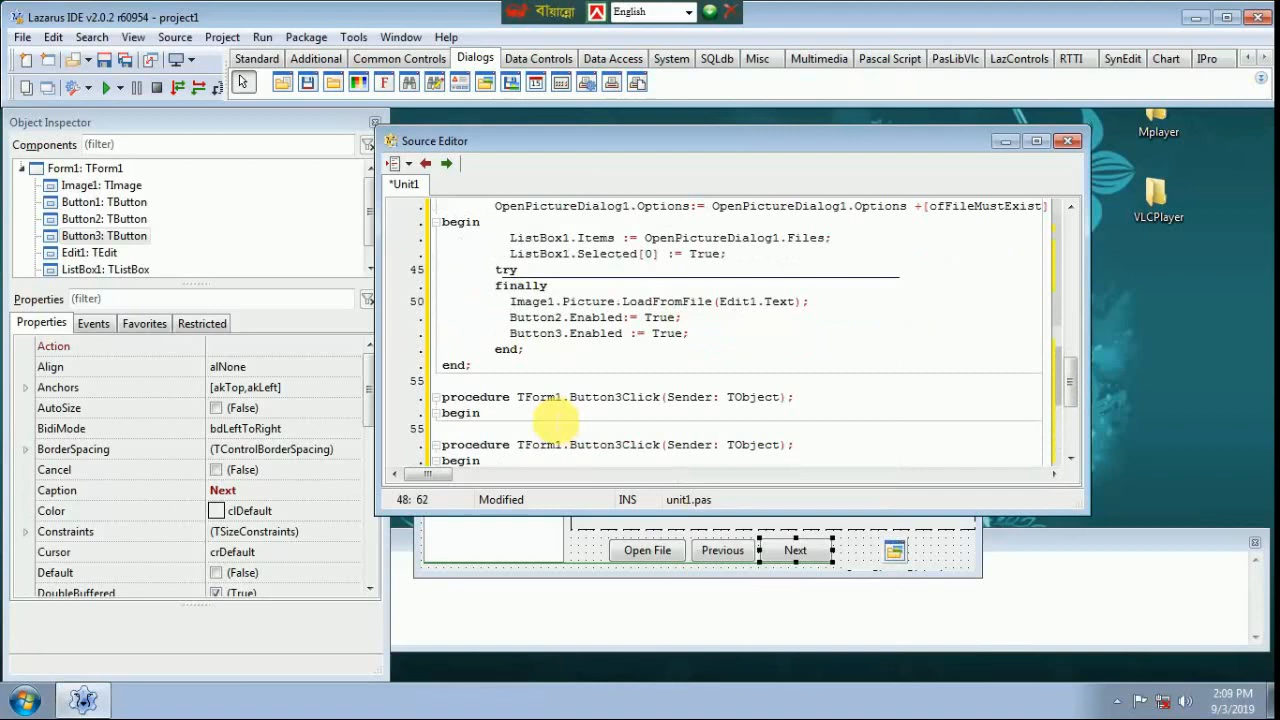 Lazarus IDE v2.0.2 r60954 - project1
বায়ান্নো
English
File Edit Search View Source Project Run Package Tools Options Window Help
Standard Additional Common Controls Dialogs Data Controls Data Access System SQLdb Misc Multimedia Pascal Script PasLibVlc LazControls RTTI SynEdit Chart IPro
Object Inspector
Components (filter)
Form1: TForm1
Image1: TImage
Button1: TButton
Button2: TButton
Button3: TButton
Edit1: TEdit
ListBox1: TListBox
Properties (filter)
Properties Events Favorites Restricted
Action
Align alNone
Anchors [akTop,akLeft]
AutoSize (False)
BidiMode bdLeftToRight
BorderSpacing (TControlBorderSpacing)
Cancel (False)
Caption Next
Color clDefault
Constraints (TSizeConstraints)
Cursor crDefault
Default (False)
DoubleBuffered (True)
Source Editor
*Unit1
OpenPictureDialog1.Options:= OpenPictureDialog1.Options +[ofFileMustExist]
begin
ListBox1.Items := OpenPictureDialog1.Files;
ListBox1.Selected[0] := True;
45 try
finally
50 Image1.Picture.LoadFromFile(Edit1.Text);
Button2.Enabled:= True;
Button3.Enabled := True;
end;
end;
55
procedure TForm1.Button3Click(Sender: TObject);
begin
55
procedure TForm1.Button3Click(Sender: TObject);
begin
48: 62 Modified INS unit1.pas
Open File Previous Next
Mplayer
VLCPlayer
2:09 PM
9/3/2019